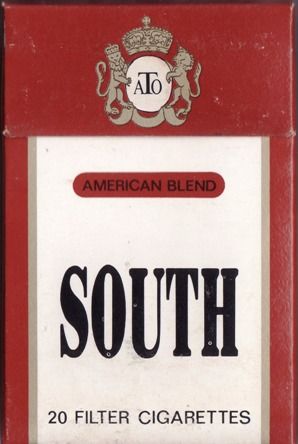 ATO
AMERICAN BLEND
SOUTH
20 FILTER CIGARETTES